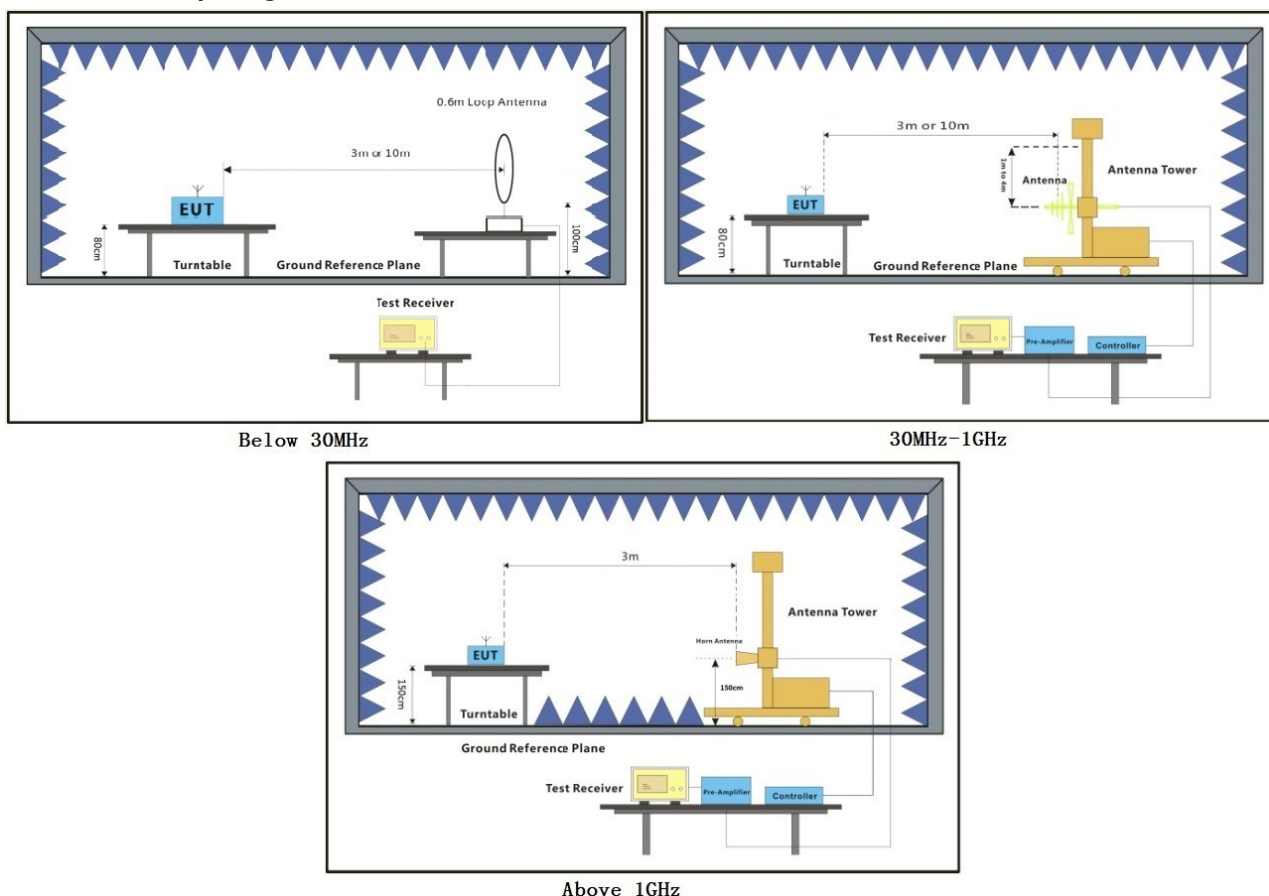 0.6m Loop Antenna
3m or 10m
EUT
80cm
100cm
Turntable
Ground Reference Plane
Test Receiver
Below 30MHz
3m or 10m
1m to 4m
Antenna
Antenna Tower
EUT
80cm
Turntable
Ground Reference Plane
Test Receiver
Pre-Amplifier
Controller
30MHz-1GHz
3m
Antenna Tower
Horn Antenna
EUT
150cm
150cm
Turntable
Ground Reference Plane
Test Receiver
Pre-Amplifier
Controller
Above 1GHz